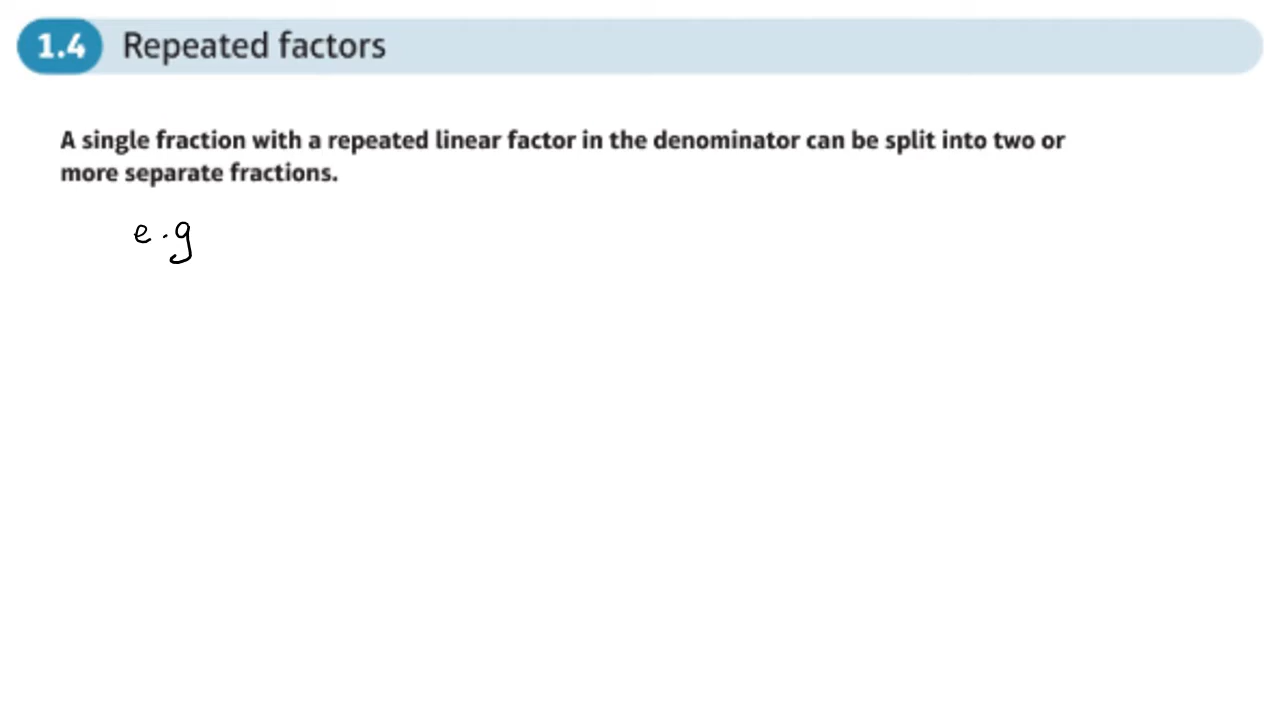 1.4 Repeated factors
A single fraction with a repeated linear factor in the denominator can be split into two or
more separate fractions.
e.g